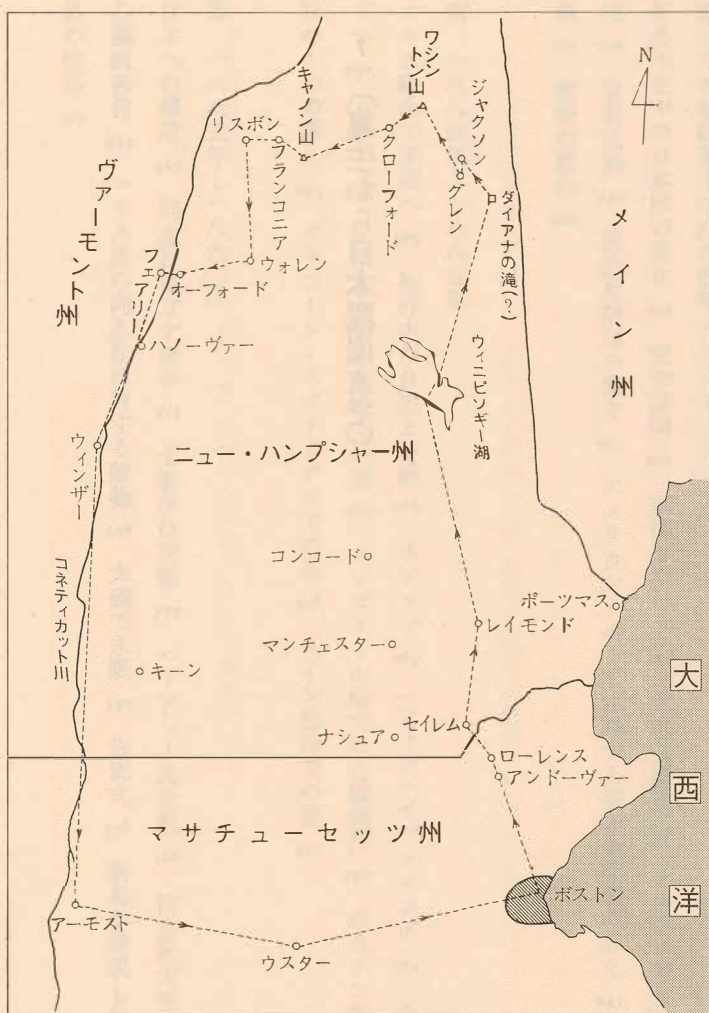 N
ワシントン山
キャノン山
ジャクソン
リスボン
フランコニア
クローフォード
グレン
ダイアナの滝(?)
メイン州
ヴァーモント州
ウォレン
フェアリー
オーフォード
ハノーヴァー
ウィニピソギー湖
ウィンザー
ニュー・ハンプシャー州
コネティカット川
コンコード
ポーツマス
レイモンド
マンチェスター
キーン
セイレム
ナシュア
ローレンス
アンドーヴァー
大西洋
マサチューセッツ州
ボストン
アーモスト
ウスター